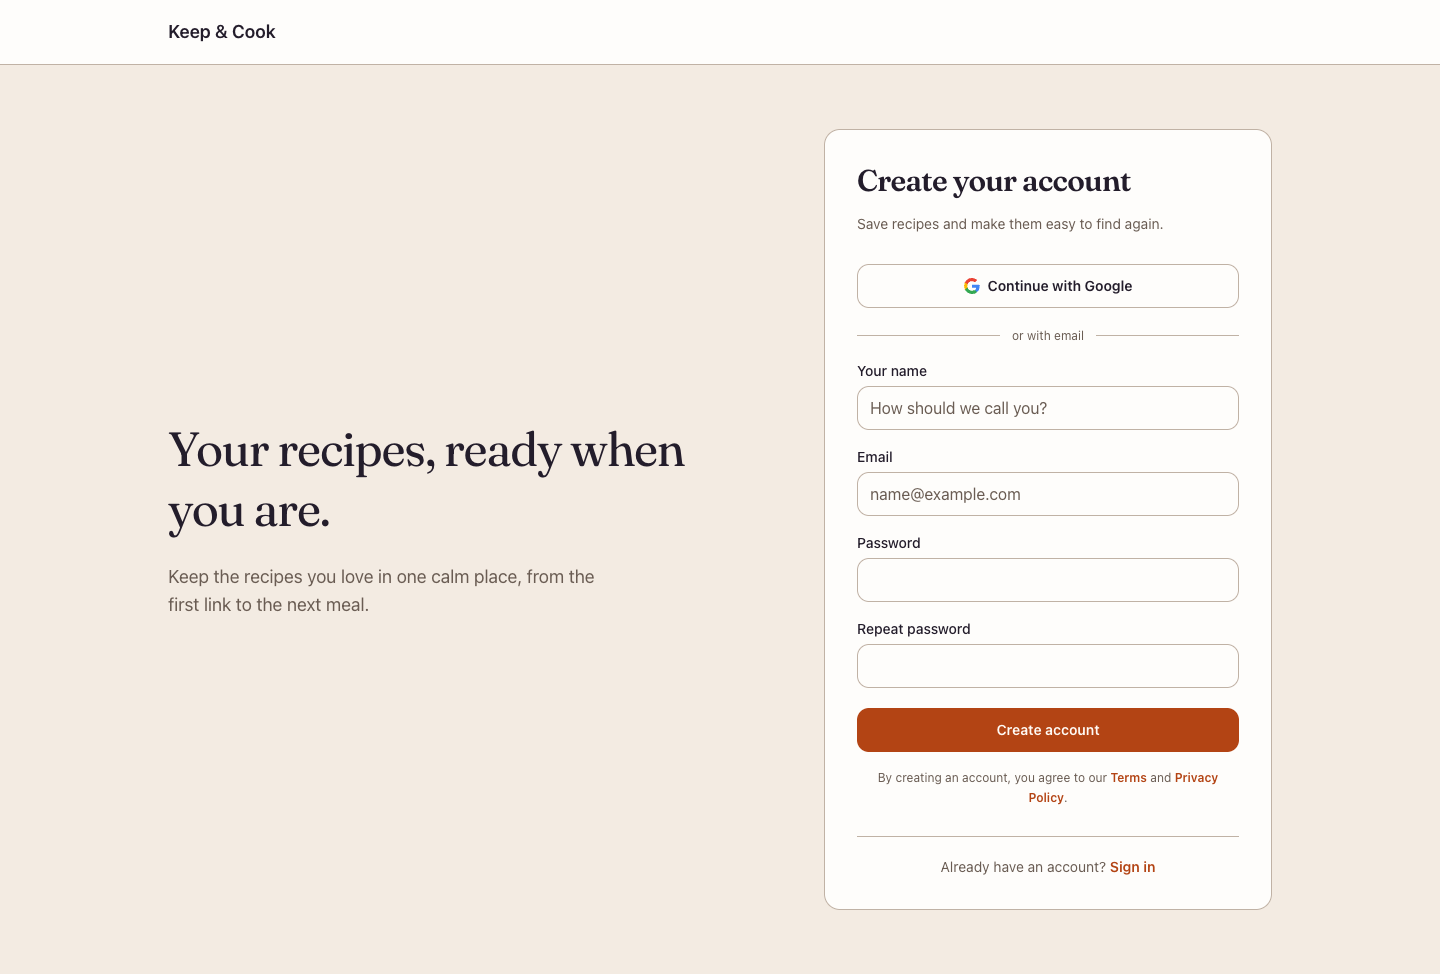 Keep & Cook
Your recipes, ready when
you are.
Keep the recipes you love in one calm place, from the
first link to the next meal.
Create your account
Save recipes and make them easy to find again.
Continue with Google
or with email
Your name
How should we call you?
Email
name@example.com
Password
Repeat password
Create account
By creating an account, you agree to our Terms and Privacy
Policy.
Already have an account? Sign in